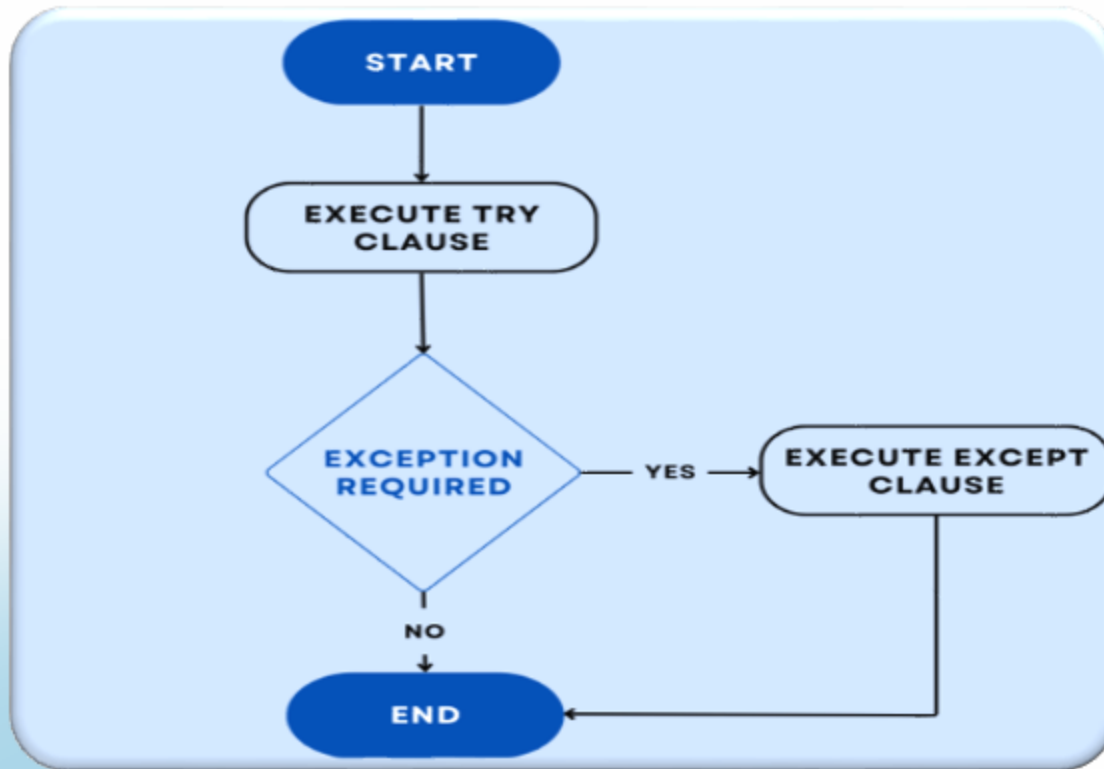 START
EXECUTE TRY
CLAUSE
EXCEPTION
REQUIRED
YES
EXECUTE EXCEPT
CLAUSE
NO
END